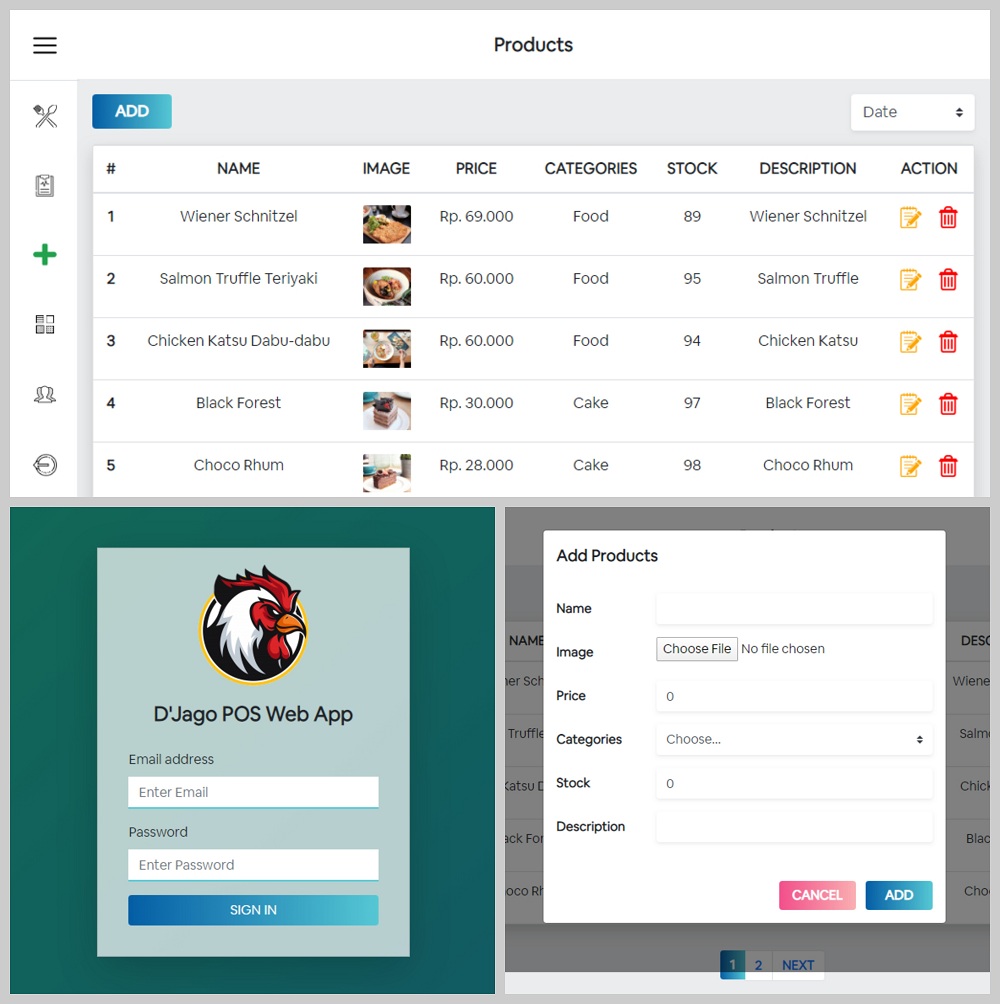 Products
ADD
Date
# NAME IMAGE PRICE CATEGORIES STOCK DESCRIPTION ACTION
1 Wiener Schnitzel Rp. 69.000 Food 89 Wiener Schnitzel
2 Salmon Truffle Teriyaki Rp. 60.000 Food 95 Salmon Truffle
3 Chicken Katsu Dabu-dabu Rp. 60.000 Food 94 Chicken Katsu
4 Black Forest Rp. 30.000 Cake 97 Black Forest
5 Choco Rhum Rp. 28.000 Cake 98 Choco Rhum
D'Jago POS Web App
Email address
Enter Email
Password
Enter Password
SIGN IN
Add Products
Name
Image Choose File No file chosen
Price 0
Categories Choose...
Stock 0
Description
CANCEL ADD
NAME DESC
ner Sch Wiene
Truffle Salm
Katsu D Chick
ack For Blac
oco Rh Cho
1 2 NEXT